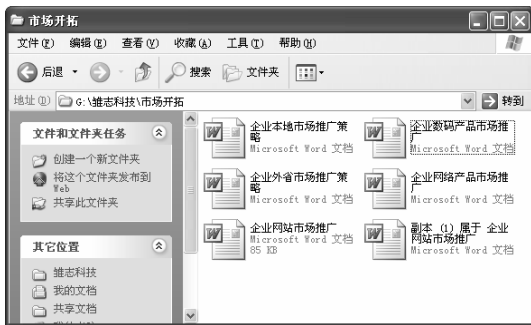 市场开拓
文件(F) 编辑(E) 查看(V) 收藏(A) 工具(T) 帮助(H)
后退 搜索 文件夹
地址(D) G:\雏志科技\市场开拓 转到
文件和文件夹任务
创建一个新文件夹
将这个文件夹发布到
Web
共享此文件夹
其它位置
雏志科技
我的文档
共享文档
企业本地市场推广策
略
Microsoft Word 文档
企业数码产品市场推
广
Microsoft Word 文档
企业外省市场推广策
略
Microsoft Word 文档
企业网络产品市场推
广
Microsoft Word 文档
企业网站市场推广
Microsoft Word 文档
85 KB
副本 (1) 属于 企业
网站市场推广
Microsoft Word 文档